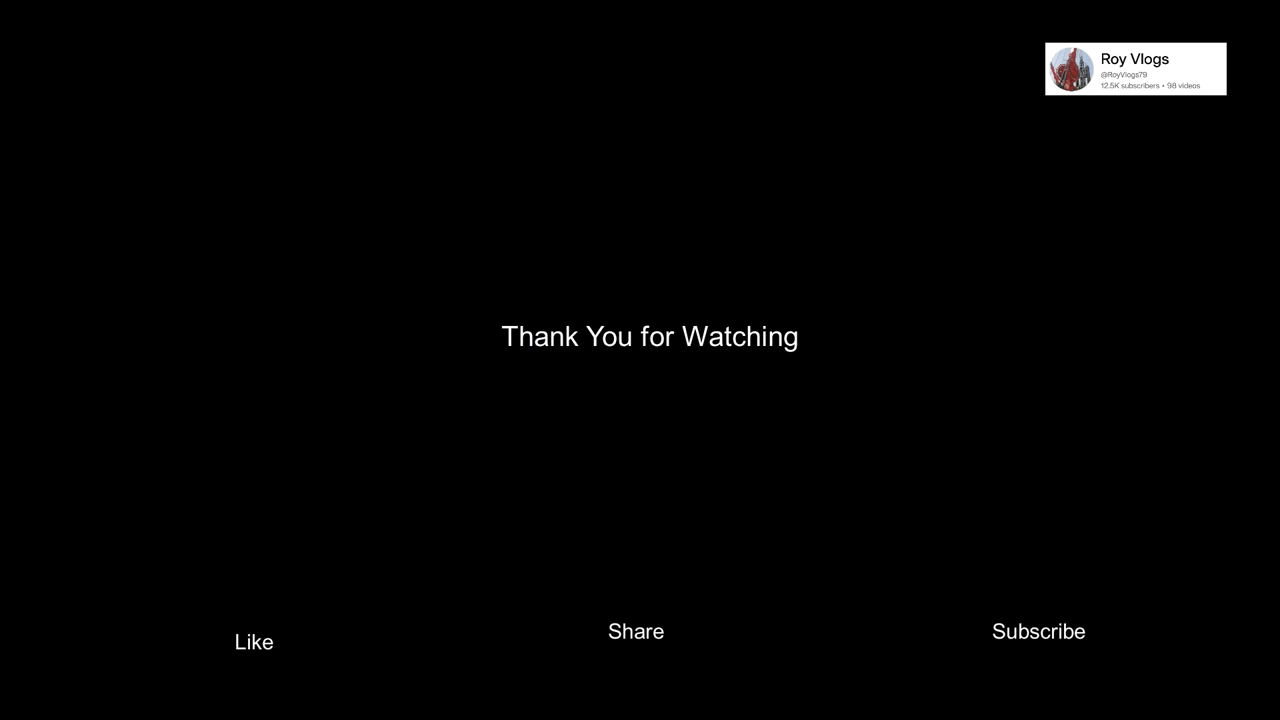 Roy Vlogs
@RoyVlogs79
12.5K subscribers • 98 videos
Thank You for Watching
Like
Share
Subscribe